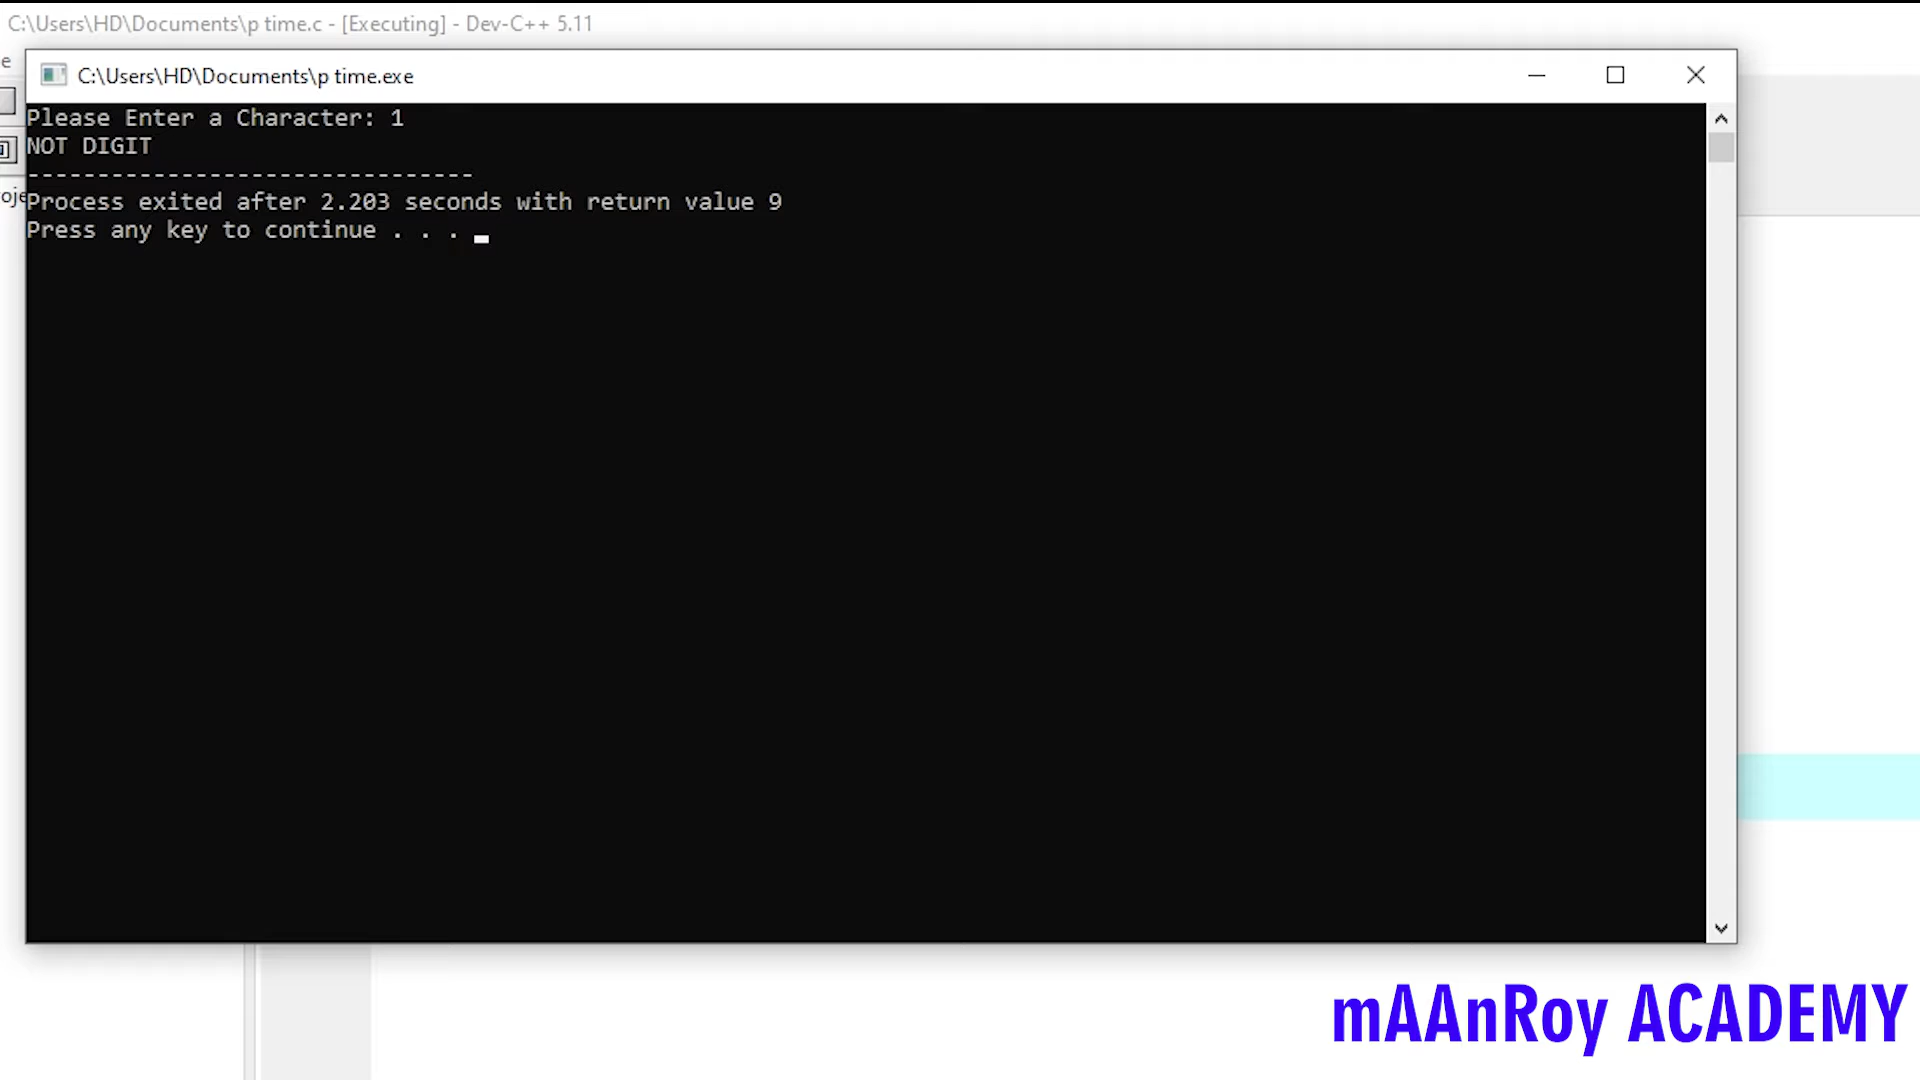 C:\Users\HD\Documents\p time.c - [Executing] - Dev-C++ 5.11
e
C:\Users\HD\Documents\p time.exe
Please Enter a Character: 1
NOT DIGIT
--------------------------------
oje
Process exited after 2.203 seconds with return value 9
Press any key to continue . . .
mAAnRoy ACADEMY